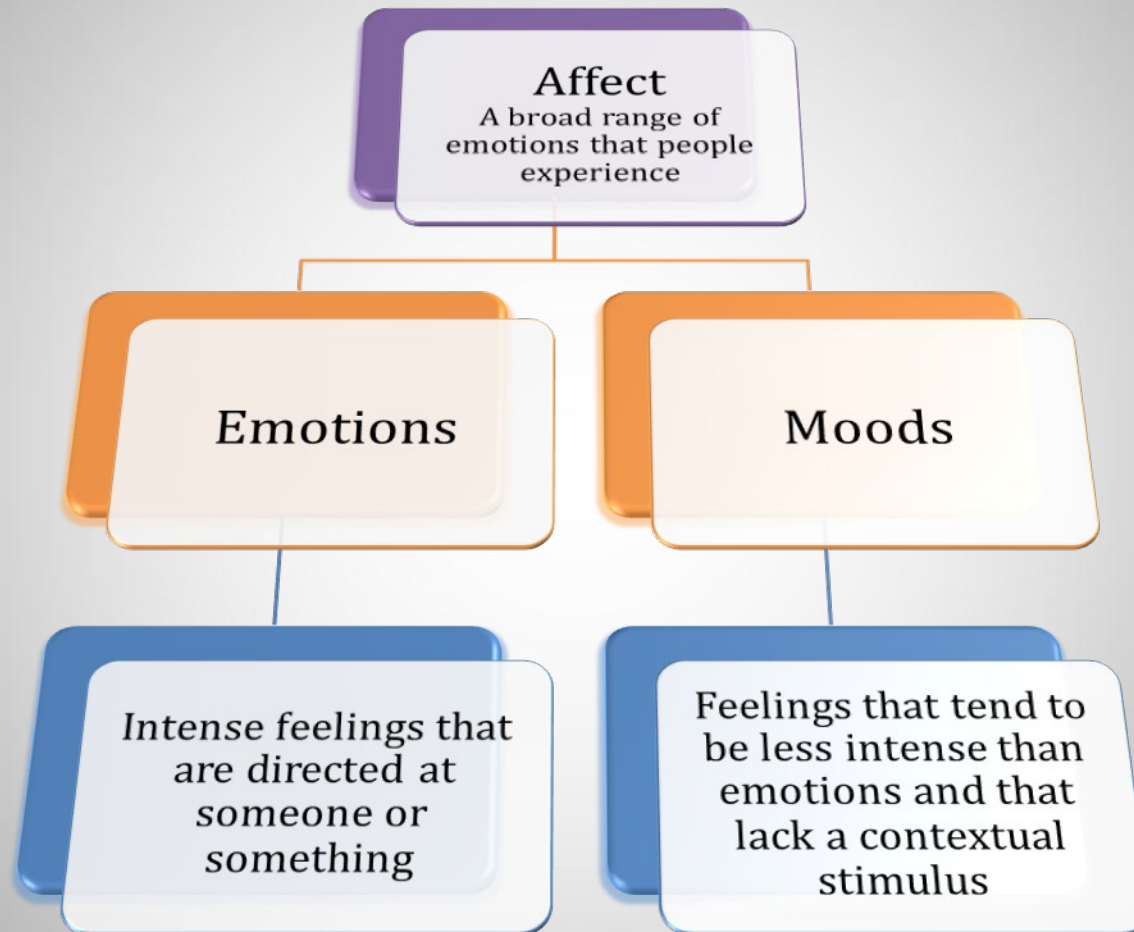 Affect
A broad range of
emotions that people
experience
Emotions
Moods
Intense feelings that
are directed at
someone or
something
Feelings that tend to
be less intense than
emotions and that
lack a contextual
stimulus